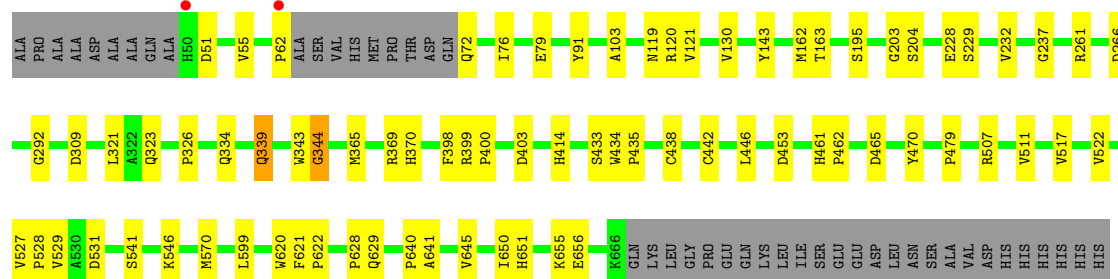 ALA PRO ALA ALA ASP ALA ALA ALA GLN ALA H50 D51 V55 P62 ALA SER VAL HIS MET PRO THR ASP GLN Q72 I76 E79 Y91 A103 N119 R120 V121 V130 Y143 M162 T163 S195 G203 S204 E228 S229 V232 G237 R261 D266
G292 D309 L321 A322 Q323 P326 Q334 Q339 W343 G344 M365 R369 H370 F398 R399 P400 D403 H414 S433 W434 P435 C438 C442 L446 D453 H461 P462 D465 Y470 P479 R507 V511 V517 V522
V527 P528 V529 A530 D531 S541 K546 M570 L599 W620 F621 P622 P628 Q629 P640 A641 V645 I650 H651 K655 E656 K666 GLN LYS LEU GLY PRO GLU GLU GLN LYS LEU ILE SER GLU GLU ASP LEU ASN SER ALA VAL ASP HIS HIS HIS HIS HIS HIS